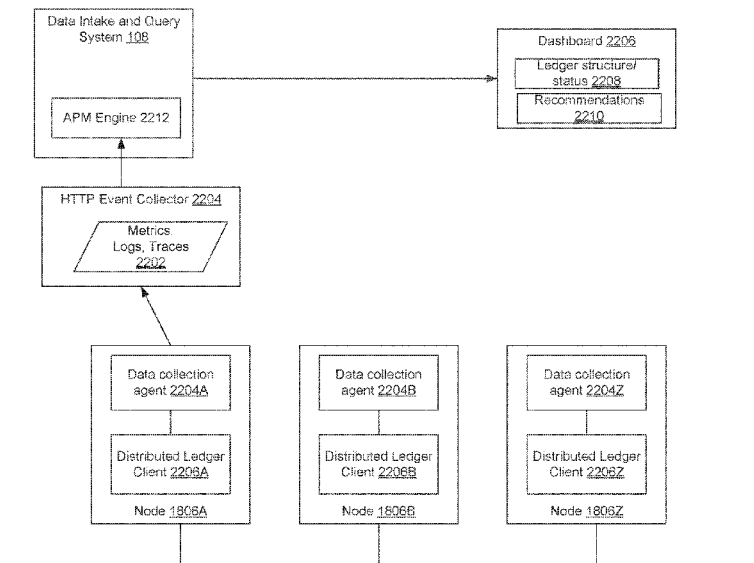 Data Intake and Query
System 108
APM Engine 2212
Dashboard 2206
Ledger structure/
status 2208
Recommendations
2210
HTTP Event Collector 2204
Metrics
Logs, Traces
2202
Data collection
agent 2204A
Distributed Ledger
Client 2206A
Node 1806A
Data collection
agent 2204B
Distributed Ledger
Client 2206B
Node 1806B
Data collection
agent 2204Z
Distributed Ledger
Client 2206Z
Node 1806Z